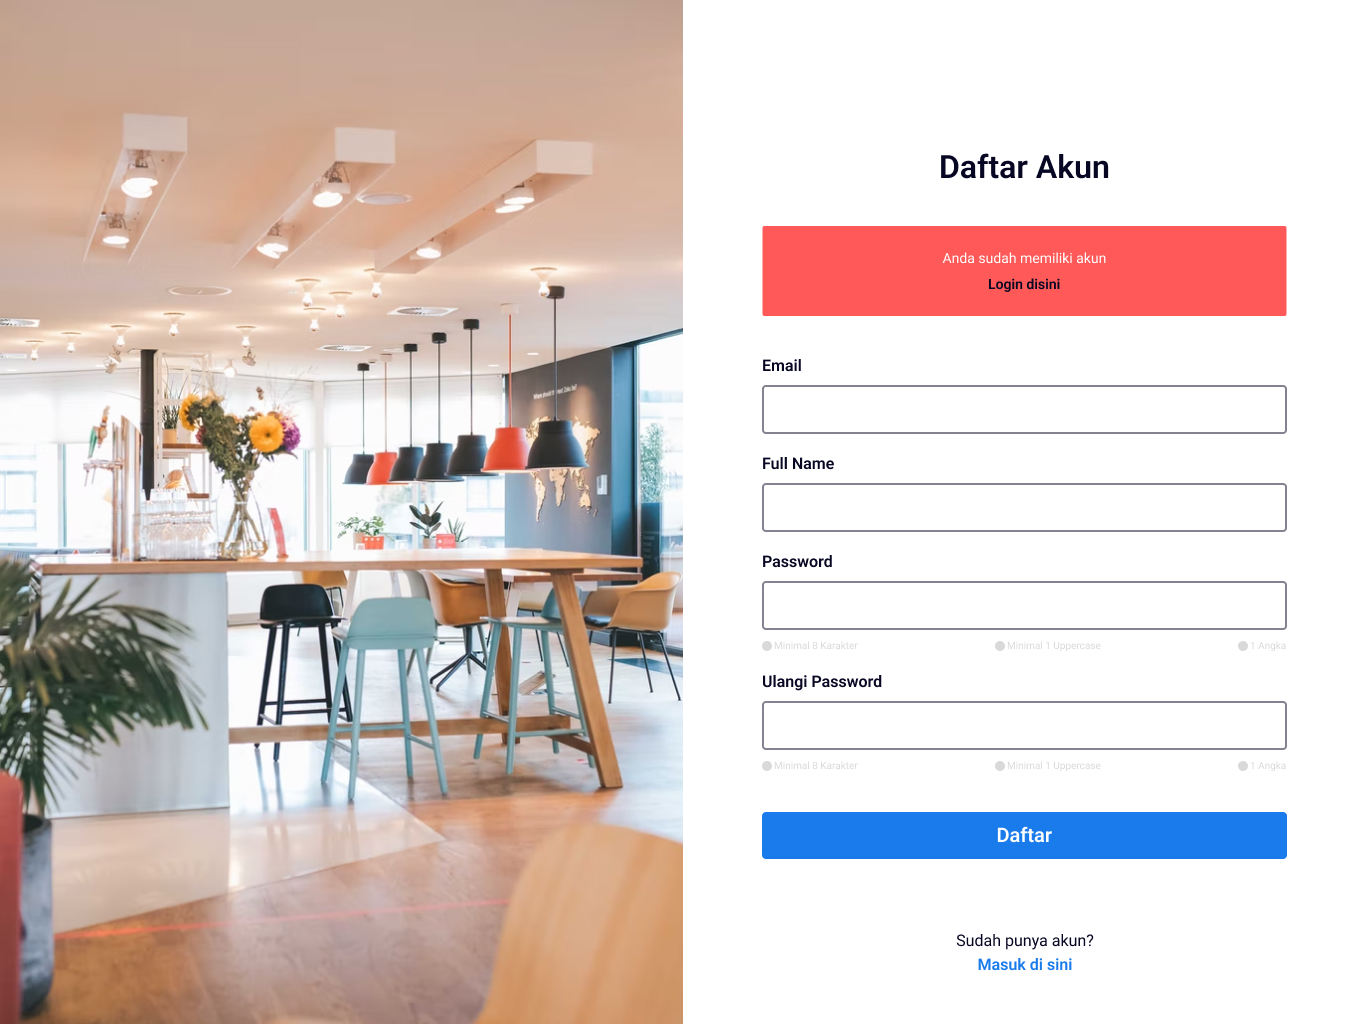 Daftar Akun
Anda sudah memiliki akun
Login disini
Email
Full Name
Password
Minimal 8 Karakter Minimal 1 Uppercase 1 Angka
Ulangi Password
Minimal 8 Karakter Minimal 1 Uppercase 1 Angka
Daftar
Sudah punya akun?
Masuk di sini